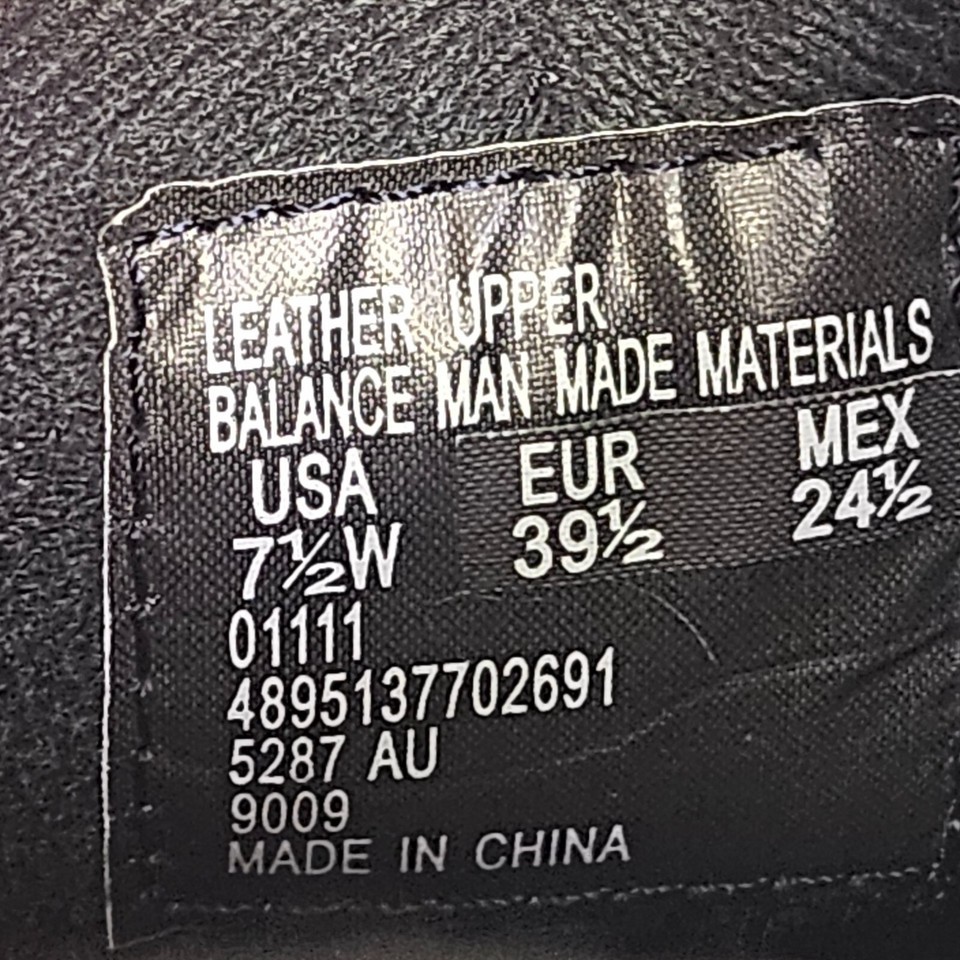 LEATHER UPPER
BALANCE MAN MADE MATERIALS
USA EUR MEX
7½W 39½ 24½
01111
4895137702691
5287 AU
9009
MADE IN CHINA